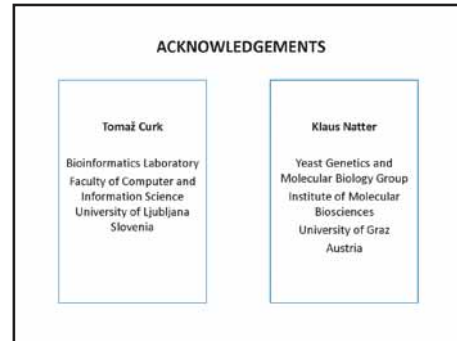 ACKNOWLEDGEMENTS
Tomaž Curk
Bioinformatics Laboratory
Faculty of Computer and
Information Science
University of Ljubljana
Slovenia
Klaus Natter
Yeast Genetics and
Molecular Biology Group
Institute of Molecular
Biosciences
University of Graz
Austria